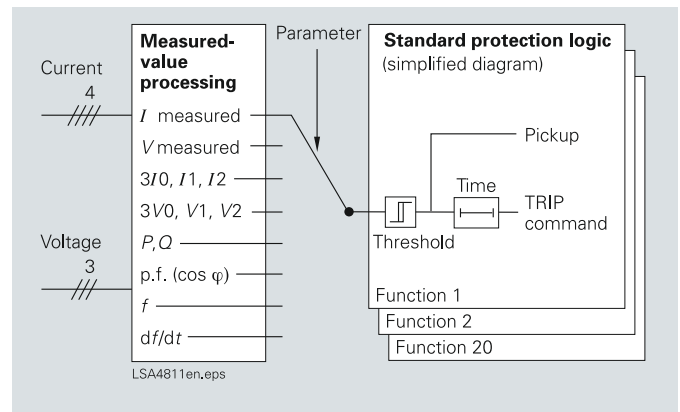 Current
4
Voltage
3
Measured-
value
processing
I measured
V measured
3I0, I1, I2
3V0, V1, V2
P,Q
p.f. (cos φ)
f
df/dt
LSA4811en.eps
Parameter
Standard protection logic
(simplified diagram)
Pickup
Time
TRIP
command
Threshold
Function 1
Function 2
Function 20